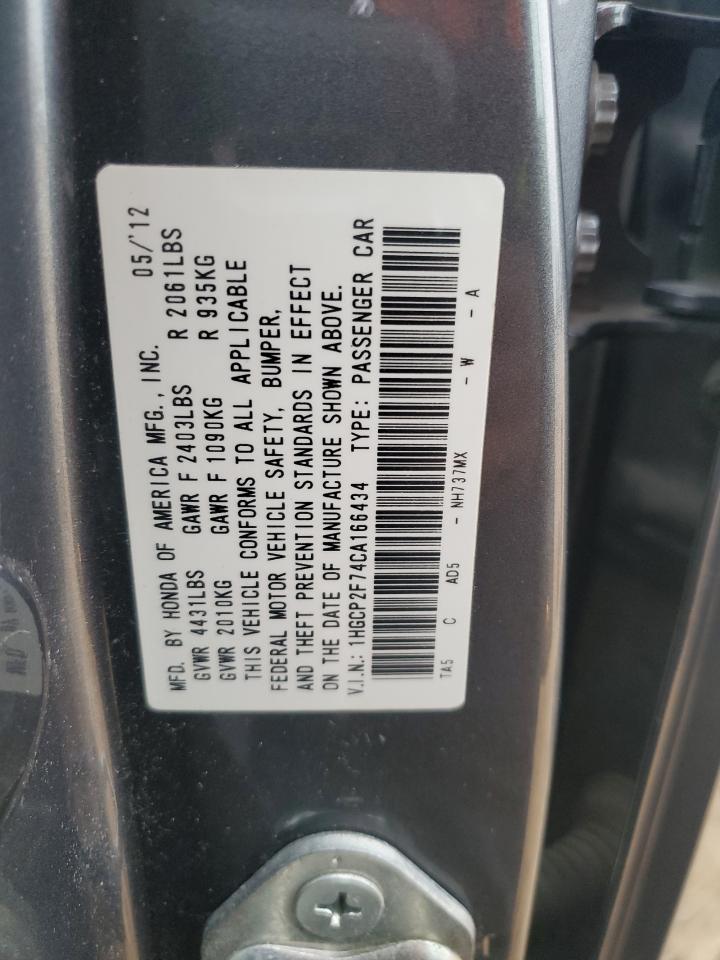 MFD. BY HONDA OF AMERICA MFG., INC. 05/'12
GVWR 4431LBS GAWR F 2403LBS R 2061LBS
GVWR 2010KG GAWR F 1090KG R 935KG
THIS VEHICLE CONFORMS TO ALL APPLICABLE
FEDERAL MOTOR VEHICLE SAFETY, BUMPER,
AND THEFT PREVENTION STANDARDS IN EFFECT
ON THE DATE OF MANUFACTURE SHOWN ABOVE.
V.I.N.: 1HGCP2F74CA166434 TYPE: PASSENGER CAR
TA5 C AD5 - NH737MX - W - A